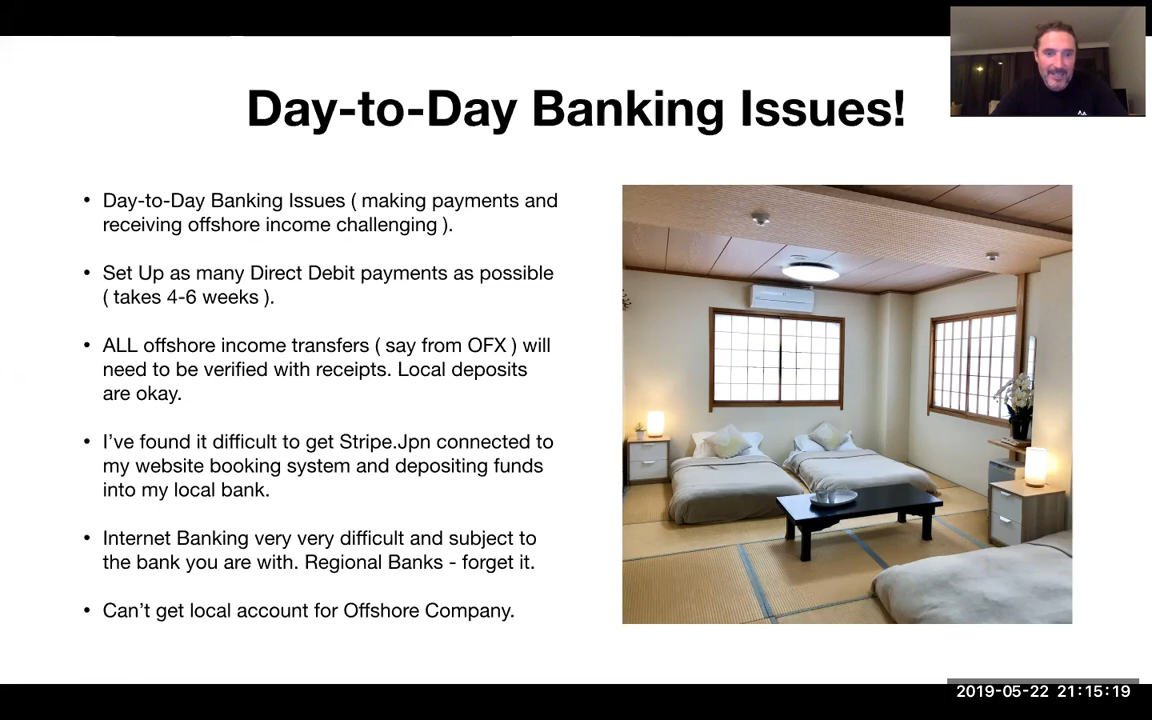 Day-to-Day Banking Issues!
• Day-to-Day Banking Issues ( making payments and
receiving offshore income challenging ).
• Set Up as many Direct Debit payments as possible
( takes 4-6 weeks ).
• ALL offshore income transfers ( say from OFX ) will
need to be verified with receipts. Local deposits
are okay.
• I’ve found it difficult to get Stripe.Jpn connected to
my website booking system and depositing funds
into my local bank.
• Internet Banking very very difficult and subject to
the bank you are with. Regional Banks - forget it.
• Can’t get local account for Offshore Company.
2019-05-22 21:15:19